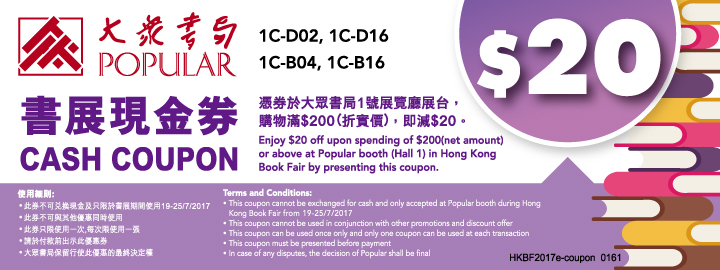 大眾書局
POPULAR
1C-D02, 1C-D16
1C-B04, 1C-B16
$20
書展現金券
CASH COUPON
憑券於大眾書局1號展覽廳展台，
購物滿$200(折實價)，即減$20。
Enjoy $20 off upon spending of $200(net amount)
or above at Popular booth (Hall 1) in Hong Kong
Book Fair by presenting this coupon.
使用細則:
• 此券不可兌換現金及只限於書展期間使用19-25/7/2017
• 此券不可與其他優惠同時使用
• 此券只限使用一次,每次限使用一張
• 請於付款前出示此優惠券
• 大眾書局保留行使此優惠的最終決定權
Terms and Conditions:
• This coupon cannot be exchanged for cash and only accepted at Popular booth during Hong
Kong Book Fair from 19-25/7/2017
• This coupon cannot be used in conjunction with other promotions and discount offer
• This coupon can be used once only and only one coupon can be used at each transaction
• This coupon must be presented before payment
• In case of any disputes, the decision of Popular shall be final
HKBF2017e-coupon 0161